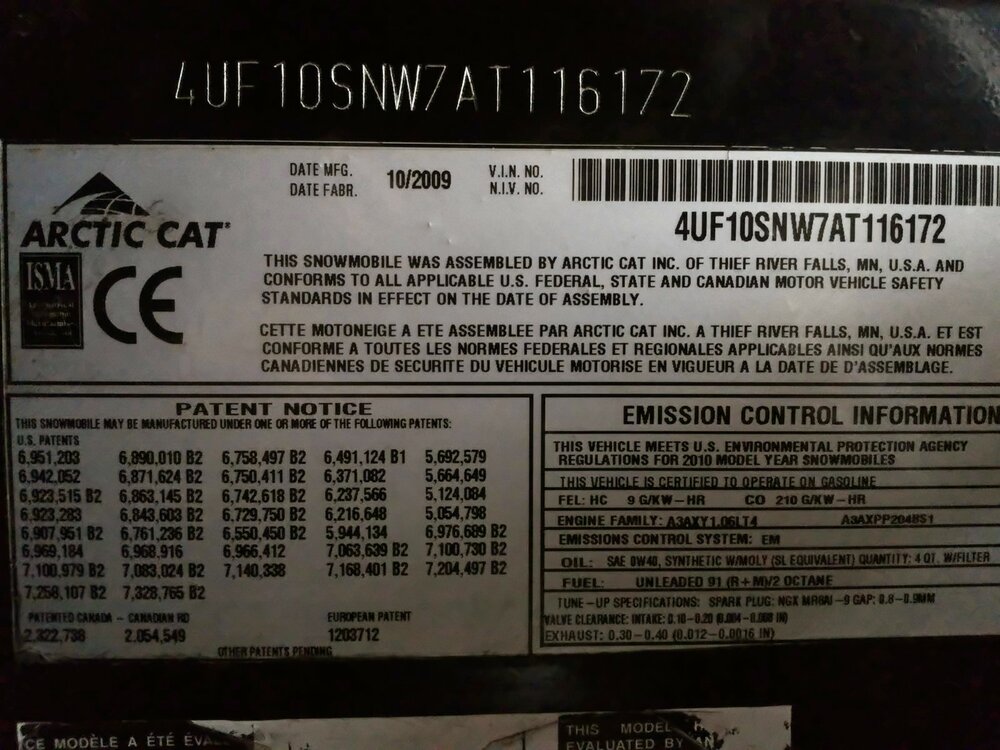 4UF10SNW7AT116172
DATE MFG. 10/2009 V.I.N. NO.
DATE FABR. N.I.V. NO.
4UF10SNW7AT116172
ARCTIC CAT®
ISMA
CE
THIS SNOWMOBILE WAS ASSEMBLED BY ARCTIC CAT INC. OF THIEF RIVER FALLS, MN, U.S.A. AND
CONFORMS TO ALL APPLICABLE U.S. FEDERAL, STATE AND CANADIAN MOTOR VEHICLE SAFETY
STANDARDS IN EFFECT ON THE DATE OF ASSEMBLY.
CETTE MOTONEIGE A ETE ASSEMBLEE PAR ARCTIC CAT INC. A THIEF RIVER FALLS, MN, U.S.A. ET EST
CONFORME A TOUTES LES NORMES FEDERALES ET REGIONALES APPLICABLES AINSI QU'AUX NORMES
CANADIENNES DE SECURITE DU VEHICULE MOTORISE EN VIGUEUR A LA DATE DE D'ASSEMBLAGE.
PATENT NOTICE
THIS SNOWMOBILE MAY BE MANUFACTURED UNDER ONE OR MORE OF THE FOLLOWING PATENTS:
U.S. PATENTS
6,951,203 6,890,010 B2 6,758,497 B2 6,491,124 B1 5,692,579
6,942,052 6,871,624 B2 6,750,411 B2 6,371,082 5,664,649
6,923,515 B2 6,863,145 B2 6,742,618 B2 6,237,566 5,124,084
6,923,283 6,843,603 B2 6,729,750 B2 6,216,648 5,054,798
6,907,951 B2 6,761,236 B2 6,550,450 B2 5,944,134 6,976,689 B2
6,969,184 6,968,916 6,966,412 7,063,639 B2 7,100,730 B2
7,100,979 B2 7,083,024 B2 7,140,338 7,168,401 B2 7,204,497 B2
7,258,107 B2 7,328,765 B2
PATENTED CANADA – CANADIAN RD EUROPEAN PATENT
2,322,738 2,054,549 1203712
OTHER PATENTS PENDING
EMISSION CONTROL INFORMATION
THIS VEHICLE MEETS U.S. ENVIRONMENTAL PROTECTION AGENCY
REGULATIONS FOR 2010 MODEL YEAR SNOWMOBILES
THIS VEHICLE IS CERTIFIED TO OPERATE ON GASOLINE
FEL: HC 9 G/KW–HR CO 210 G/KW–HR
ENGINE FAMILY: A3AXY1.06LT4 A3AXPP2048S1
EMISSIONS CONTROL SYSTEM: EM
OIL: SAE 0W40, SYNTHETIC W/MOLY (SL EQUIVALENT) QUANTITY: 4 QT. W/FILTER
FUEL: UNLEADED 91 (R+M)/2 OCTANE
TUNE–UP SPECIFICATIONS: SPARK PLUG: NGK MR8AI–9 GAP: 0.8–0.9MM
VALVE CLEARANCE: INTAKE: 0.10–0.20 (0.004–0.008 IN)
EXHAUST: 0.30–0.40 (0.012–0.0016 IN)
CE MODÈLE A ÉTÉ ÉVA
THIS MODEL
EVALUATED BY AN